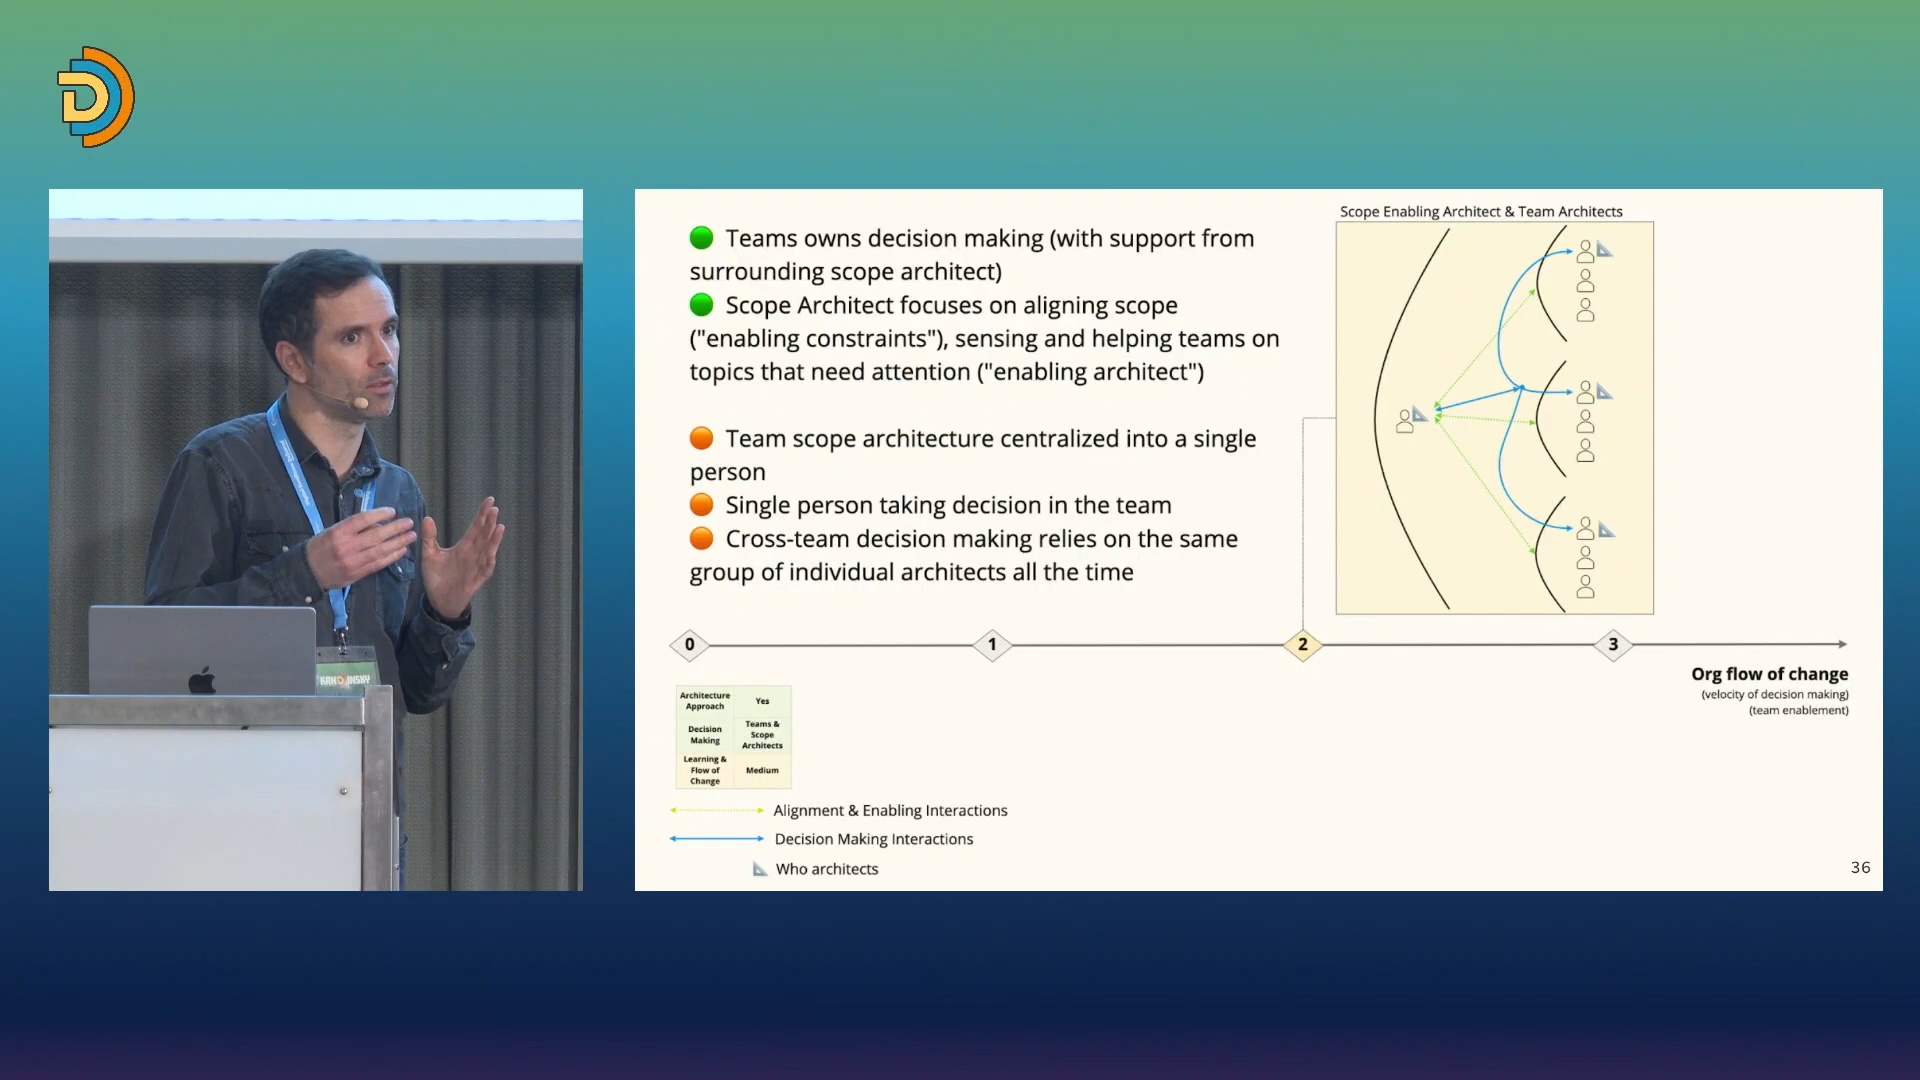 Scope Enabling Architect & Team Architects
Teams owns decision making (with support from
surrounding scope architect)
Scope Architect focuses on aligning scope
("enabling constraints"), sensing and helping teams on
topics that need attention ("enabling architect")
Team scope architecture centralized into a single
person
Single person taking decision in the team
Cross-team decision making relies on the same
group of individual architects all the time
0
1
2
3
Org flow of change
(velocity of decision making)
(team enablement)
Architecture
Approach
Yes
Decision
Making
Teams &
Scope
Architects
Learning &
Flow of
Change
Medium
Alignment & Enabling Interactions
Decision Making Interactions
Who architects
36